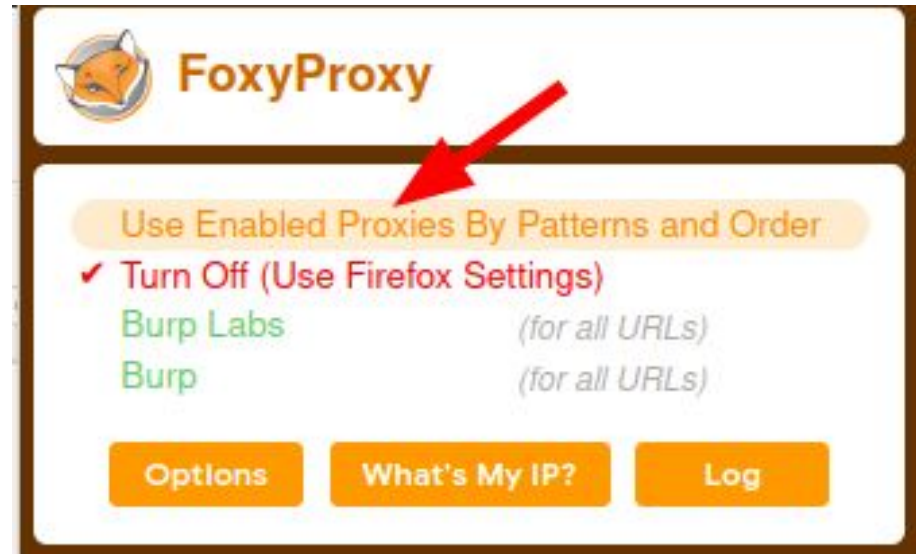 FoxyProxy
Use Enabled Proxies By Patterns and Order
✔ Turn Off (Use Firefox Settings)
Burp Labs (for all URLs)
Burp (for all URLs)
Options What's My IP? Log